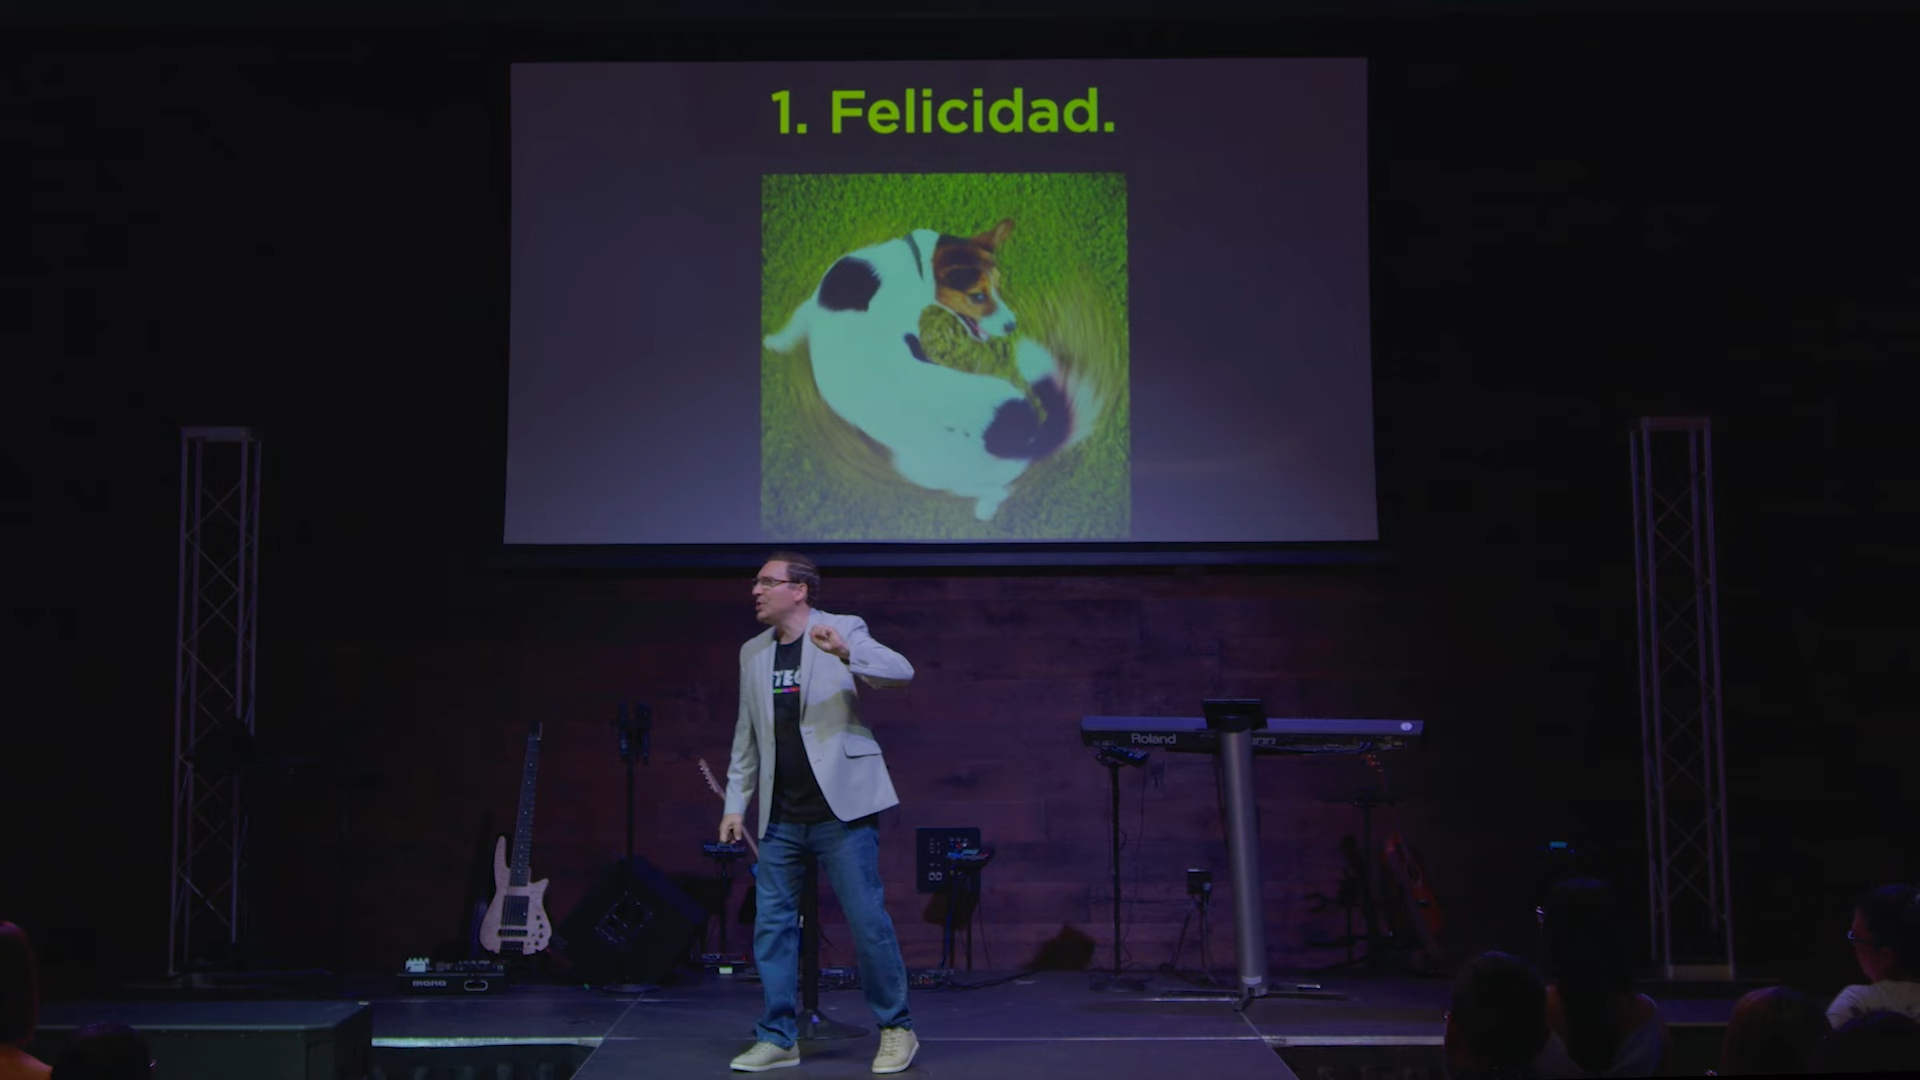 1. Felicidad.
Roland
mono